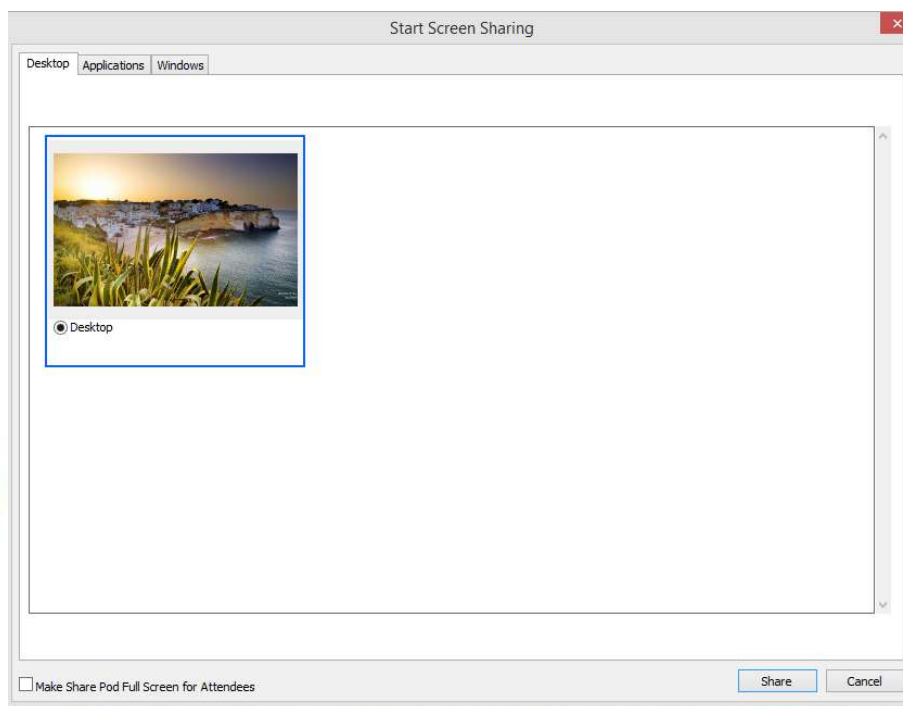 Start Screen Sharing
Desktop Applications Windows
Desktop
Make Share Pod Full Screen for Attendees
Share Cancel